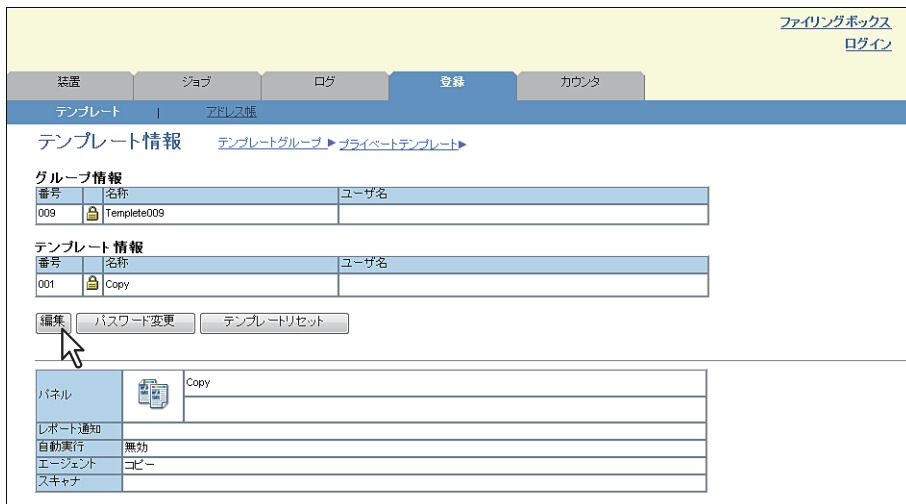 ファイリングボックス
ログイン
装置 ジョブ ログ 登録 カウンタ
テンプレート | アドレス帳
テンプレート情報 テンプレートグループ ▶ プライベートテンプレート▶
グループ情報
番号 名称 ユーザ名
009 Templete009
テンプレート情報
番号 名称 ユーザ名
001 Copy
編集 パスワード変更 テンプレートリセット
パネル Copy
レポート通知
自動実行 無効
エージェント コピー
スキャナ